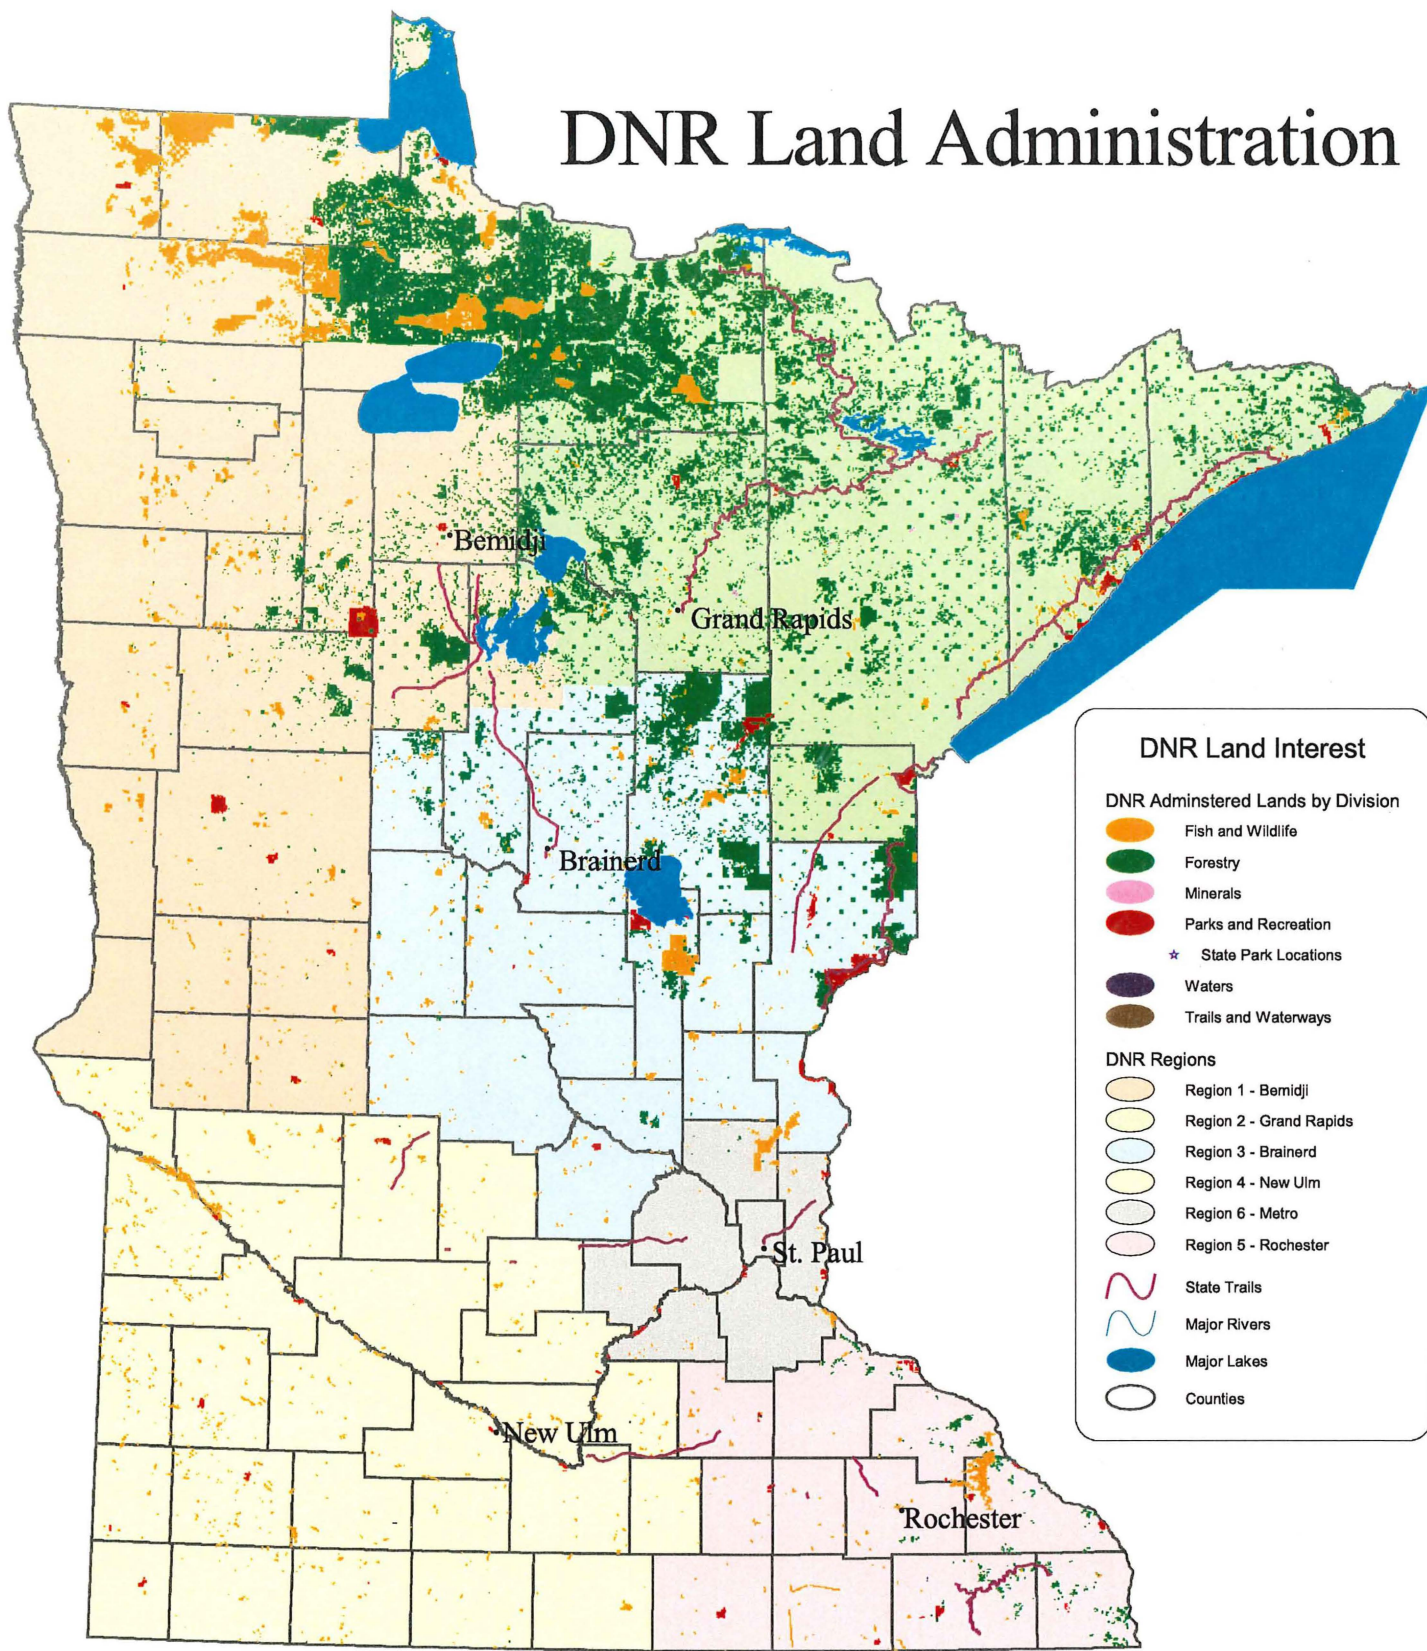 DNR Land Administration
Bemidji
Grand Rapids
Brainerd
St. Paul
New Ulm
Rochester
DNR Land Interest
DNR Adminstered Lands by Division
Fish and Wildlife
Forestry
Minerals
Parks and Recreation
State Park Locations
Waters
Trails and Waterways
DNR Regions
Region 1 - Bemidji
Region 2 - Grand Rapids
Region 3 - Brainerd
Region 4 - New Ulm
Region 6 - Metro
Region 5 - Rochester
State Trails
Major Rivers
Major Lakes
Counties